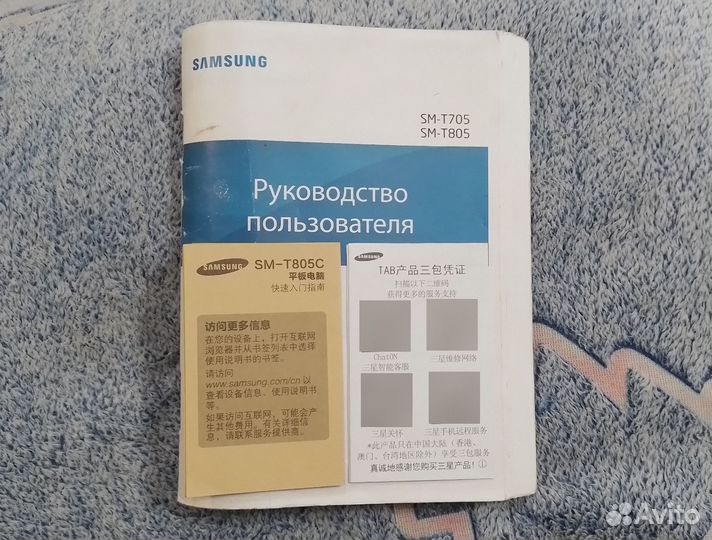 SAMSUNG
SM-T705
SM-T805
Руководство
пользователя
SAMSUNG
SM-T805C
平板电脑
快速入门指南
访问更多信息
在您的设备上，打开互联网
浏览器并从书签列表中选择
使用说明书的书签。
请访问
www.samsung.com/cn 以
查看设备信息、使用说明书
等。
如果访问互联网，可能会产
生其他费用。有关详细信
息，请联系服务提供商。
SAMSUNG
TAB产品三包凭证
扫描以下二维码
获得更多的服务支持
ChatON
三星智能客服
三星维修网络
三星关怀
三星手机远程服务
*此产品只在中国大陆（香港、
澳门、台湾地区除外）享受三包服务
真诚地感谢您购买三星产品！①
Avito